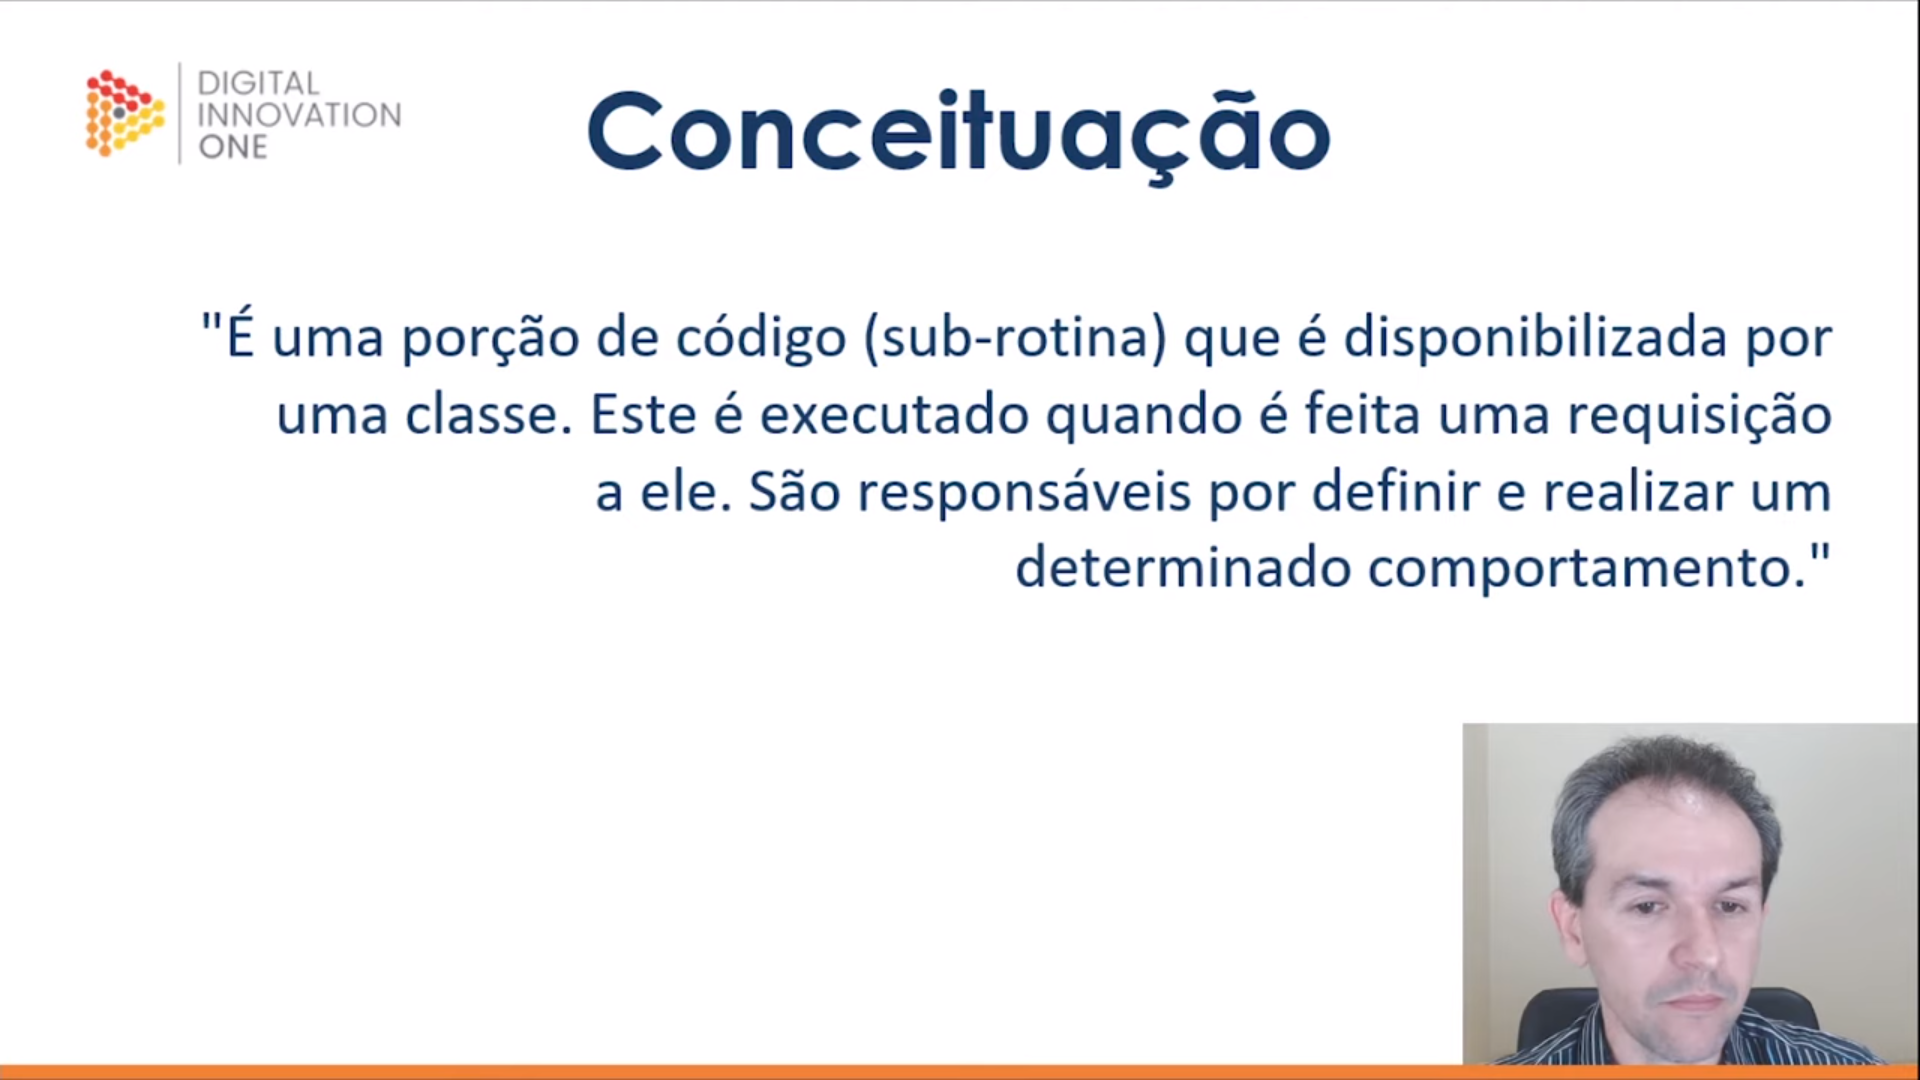 DIGITAL
INNOVATION
ONE
Conceituação
"É uma porção de código (sub-rotina) que é disponibilizada por
uma classe. Este é executado quando é feita uma requisição
a ele. São responsáveis por definir e realizar um
determinado comportamento."